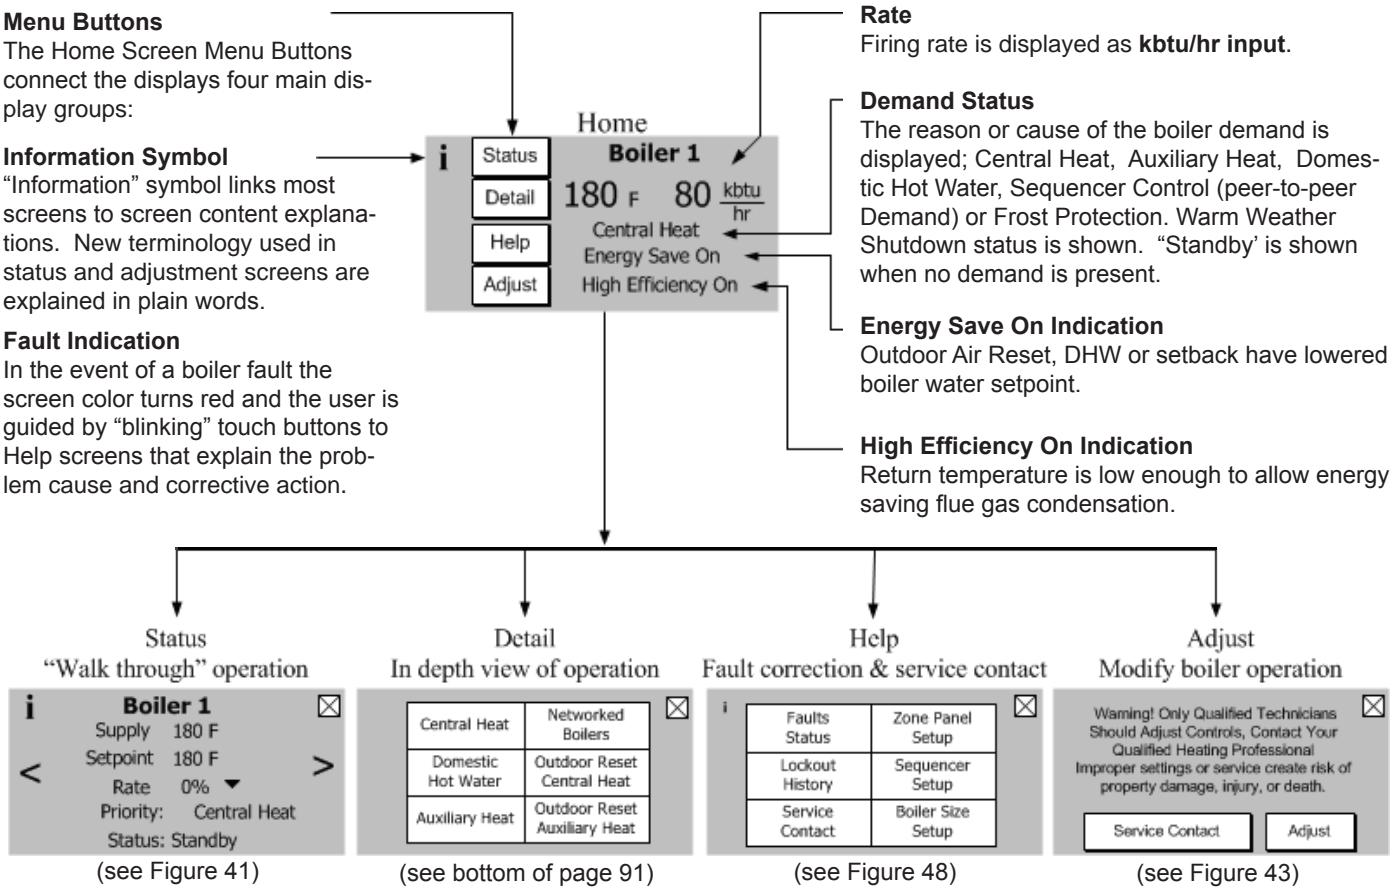 Menu Buttons
The Home Screen Menu Buttons
connect the displays four main dis-
play groups:
Information Symbol
“Information” symbol links most
screens to screen content explana-
tions. New terminology used in
status and adjustment screens are
explained in plain words.
Fault Indication
In the event of a boiler fault the
screen color turns red and the user is
guided by “blinking” touch buttons to
Help screens that explain the prob-
lem cause and corrective action.
Home
i
Status
Detail
Help
Adjust
Boiler 1
180 F 80 kbtu
hr
Central Heat
Energy Save On
High Efficiency On
Rate
Firing rate is displayed as kbtu/hr input.
Demand Status
The reason or cause of the boiler demand is
displayed; Central Heat, Auxiliary Heat, Domes-
tic Hot Water, Sequencer Control (peer-to-peer
Demand) or Frost Protection. Warm Weather
Shutdown status is shown. “Standby’ is shown
when no demand is present.
Energy Save On Indication
Outdoor Air Reset, DHW or setback have lowered
boiler water setpoint.
High Efficiency On Indication
Return temperature is low enough to allow energy
saving flue gas condensation.
Status
“Walk through” operation
i
Boiler 1
Supply 180 F
Setpoint 180 F
< >
Rate 0% ▼
Priority: Central Heat
Status: Standby
(see Figure 41)
Detail
In depth view of operation
Central Heat
Networked
Boilers
Domestic
Hot Water
Outdoor Reset
Central Heat
Auxiliary Heat
Outdoor Reset
Auxiliary Heat
(see bottom of page 91)
Help
Fault correction & service contact
i
Faults
Status
Zone Panel
Setup
Lockout
History
Sequencer
Setup
Service
Contact
Boiler Size
Setup
(see Figure 48)
Adjust
Modify boiler operation
Warning! Only Qualified Technicians
Should Adjust Controls, Contact Your
Qualified Heating Professional
Improper settings or service create risk of
property damage, injury, or death.
Service Contact
Adjust
(see Figure 43)